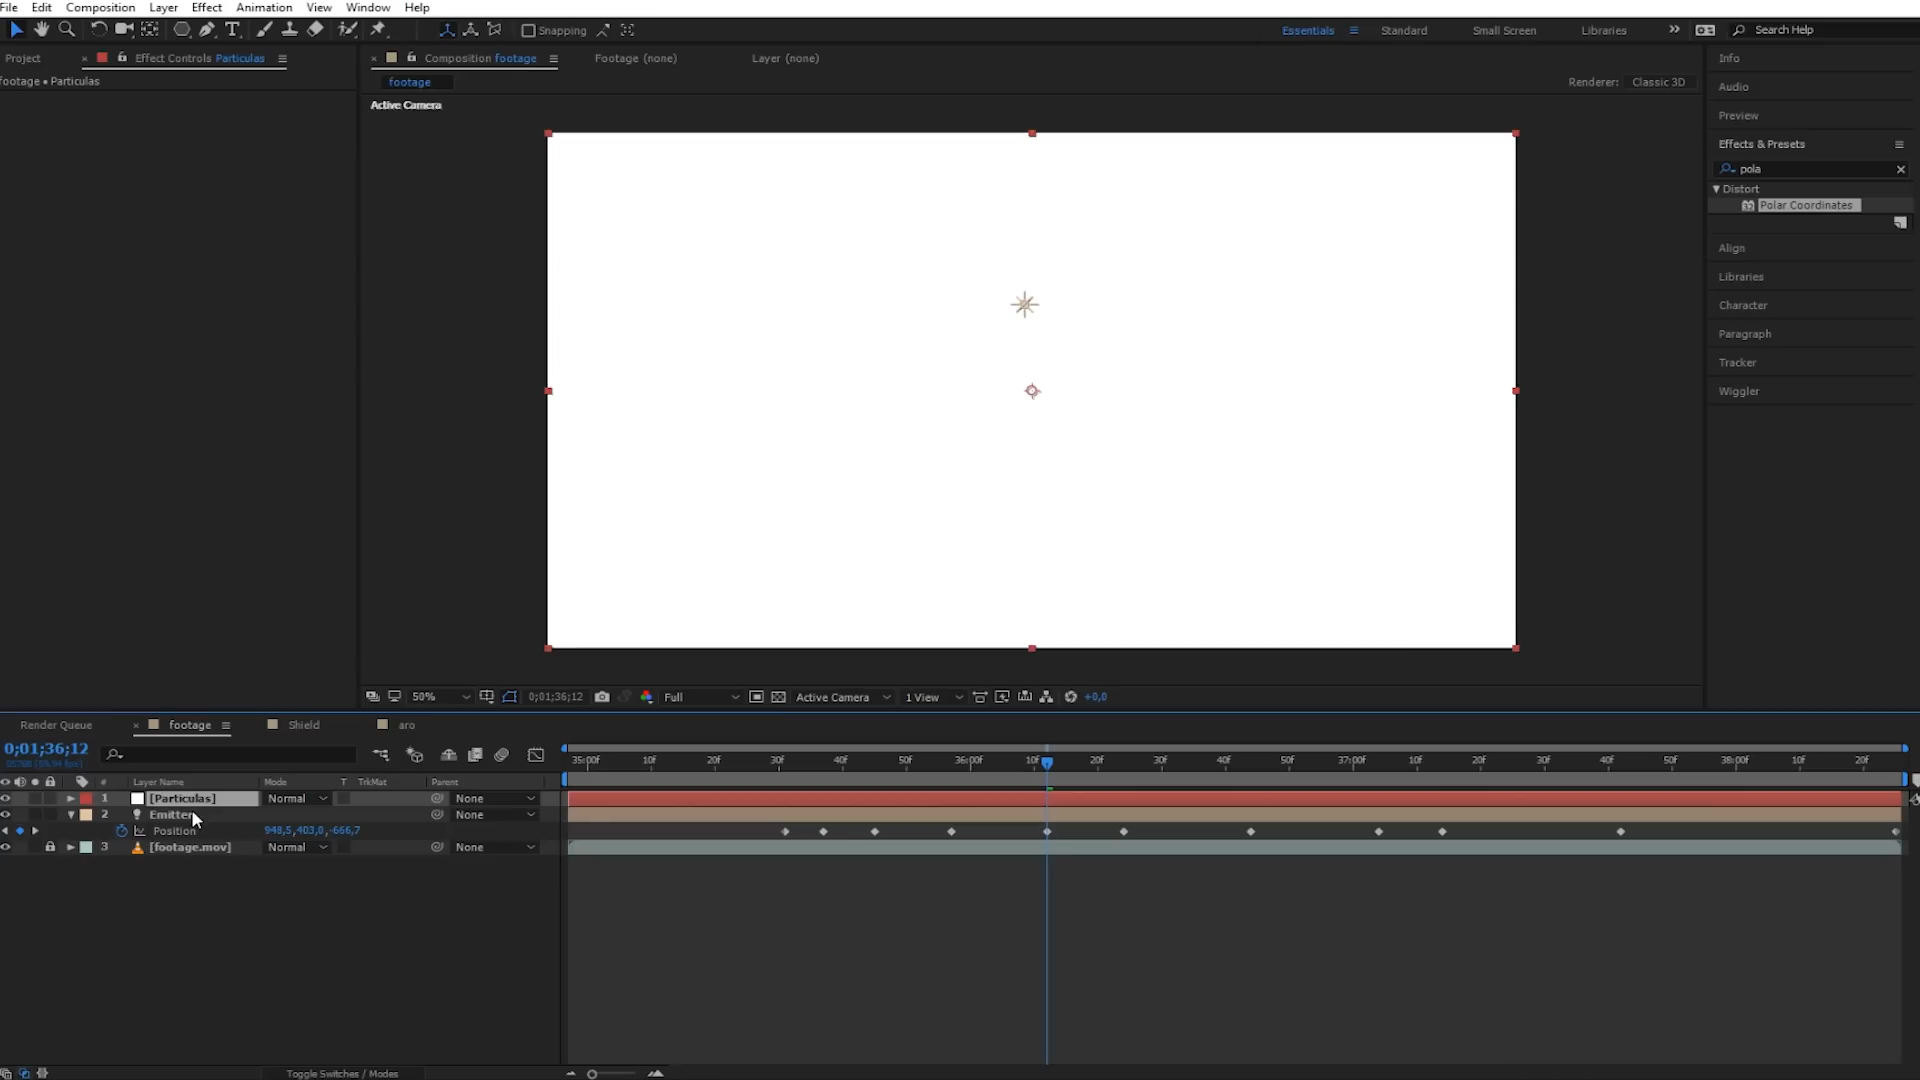 File Edit Composition Layer Effect Animation View Window Help
Snapping
Essentials Standard Small Screen Libraries Search Help
Project Effect Controls Particulas
footage • Particulas
Composition footage Footage (none) Layer (none)
footage
Renderer: Classic 3D
Active Camera
Info
Audio
Preview
Effects & Presets
pola
Distort
Polar Coordinates
Align
Libraries
Character
Paragraph
Tracker
Wiggler
50% 0;01;36;12 Full Active Camera 1 View +0,0
Render Queue footage Shield aro
0;01;36;12
35:00f 10f 20f 30f 40f 50f 36:00f 10f 20f 30f 40f 50f 37:00f 10f 20f 30f 40f 50f 38:00f 10f 20f
# Layer Name Mode T TrkMat Parent
1 [Particulas] Normal None
2 Emitter None
Position 948,5,403,0,-666,7
3 [footage.mov] Normal None
Toggle Switches / Modes